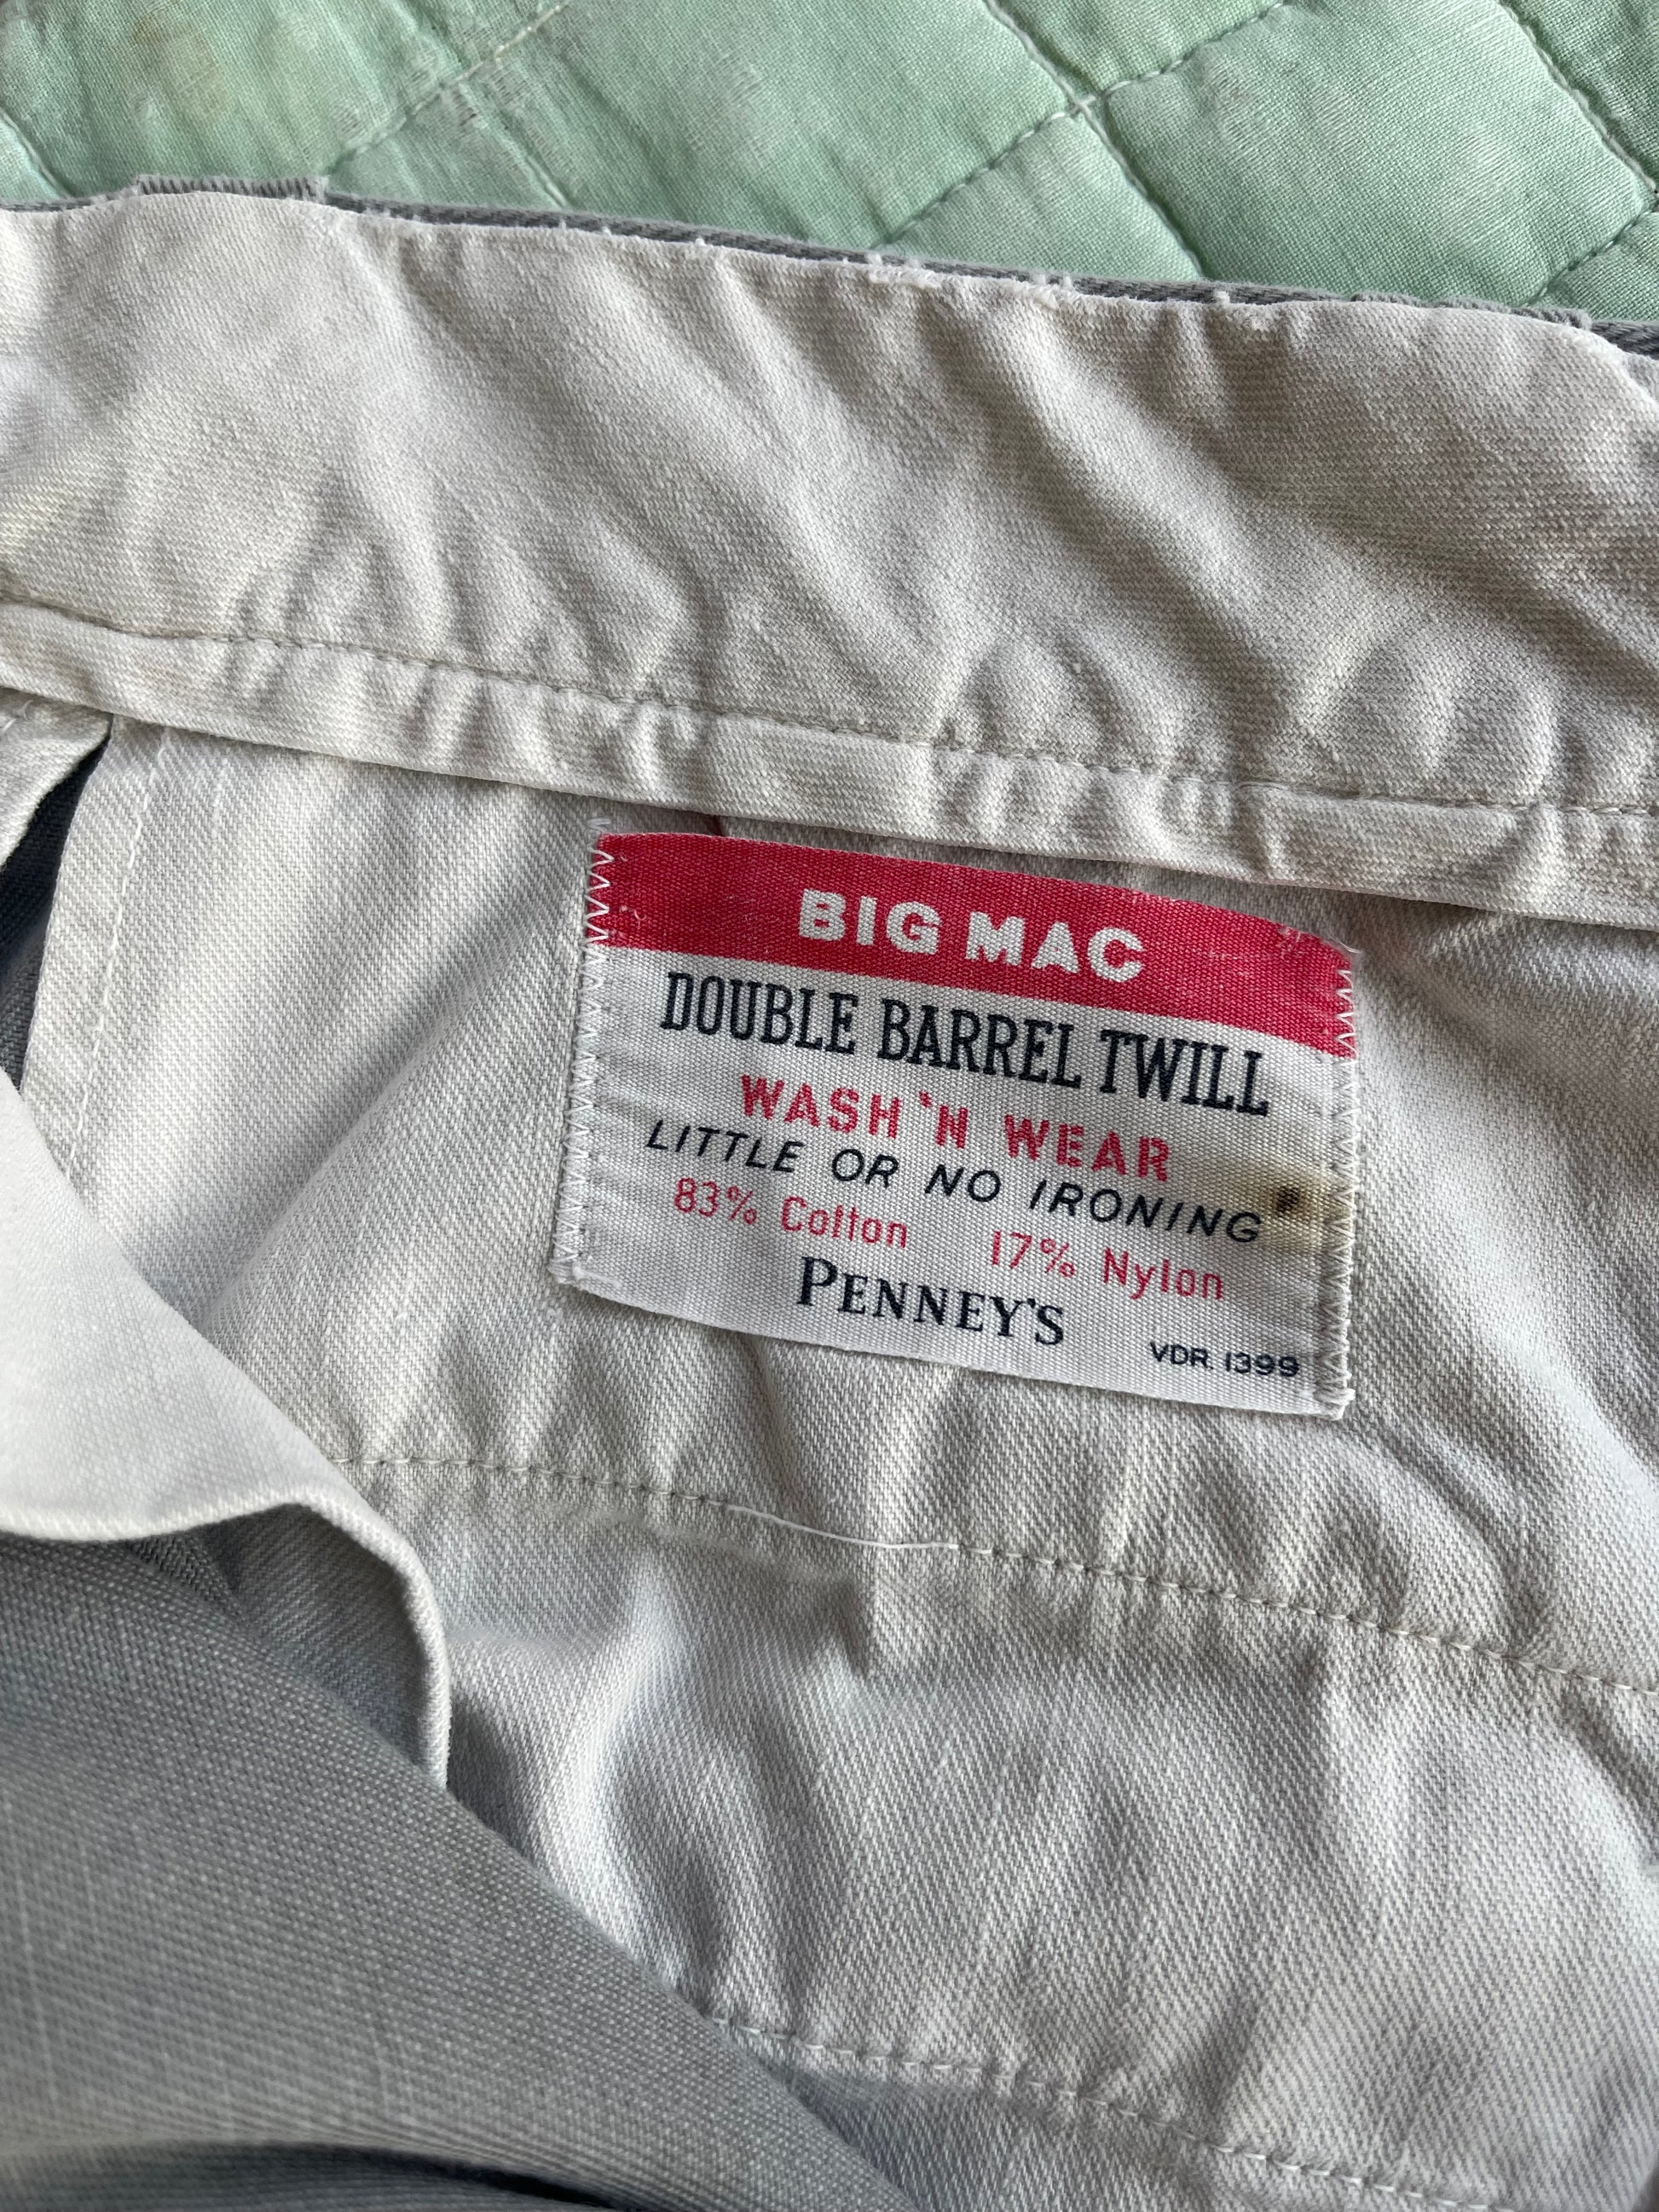 BIG MAC
DOUBLE BARREL TWILL
WASH 'N WEAR
LITTLE OR NO IRONING
83% Cotton 17% Nylon
PENNEY'S
VDR. 1399